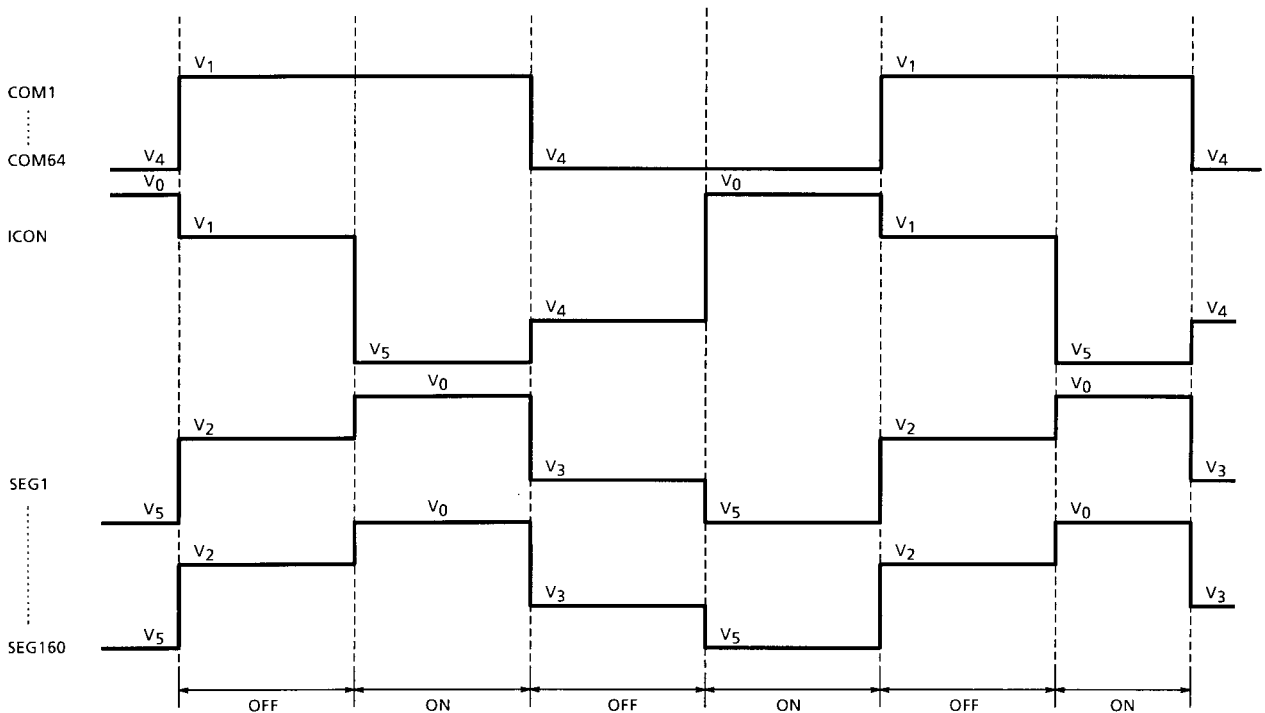 V1 V1
COM1
COM64 V4 V4 V4
V0 V0
ICON V1 V1
V4 V4
V5 V5
V0 V0
V2 V2
SEG1 V3 V3
V5 V5
V0 V0
V2 V2
V3 V3
SEG160 V5 V5
OFF ON OFF ON OFF ON